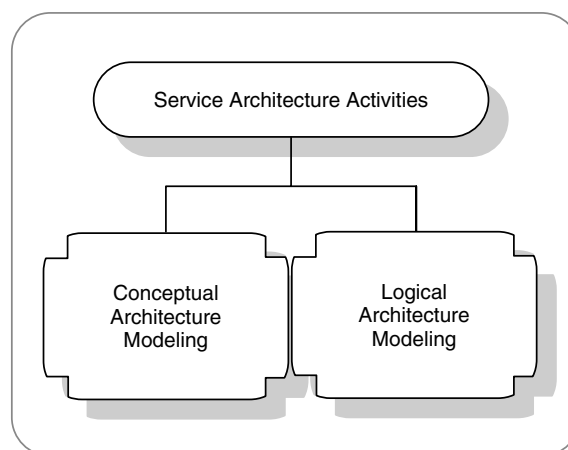 Service Architecture Activities
Conceptual
Architecture
Modeling
Logical
Architecture
Modeling